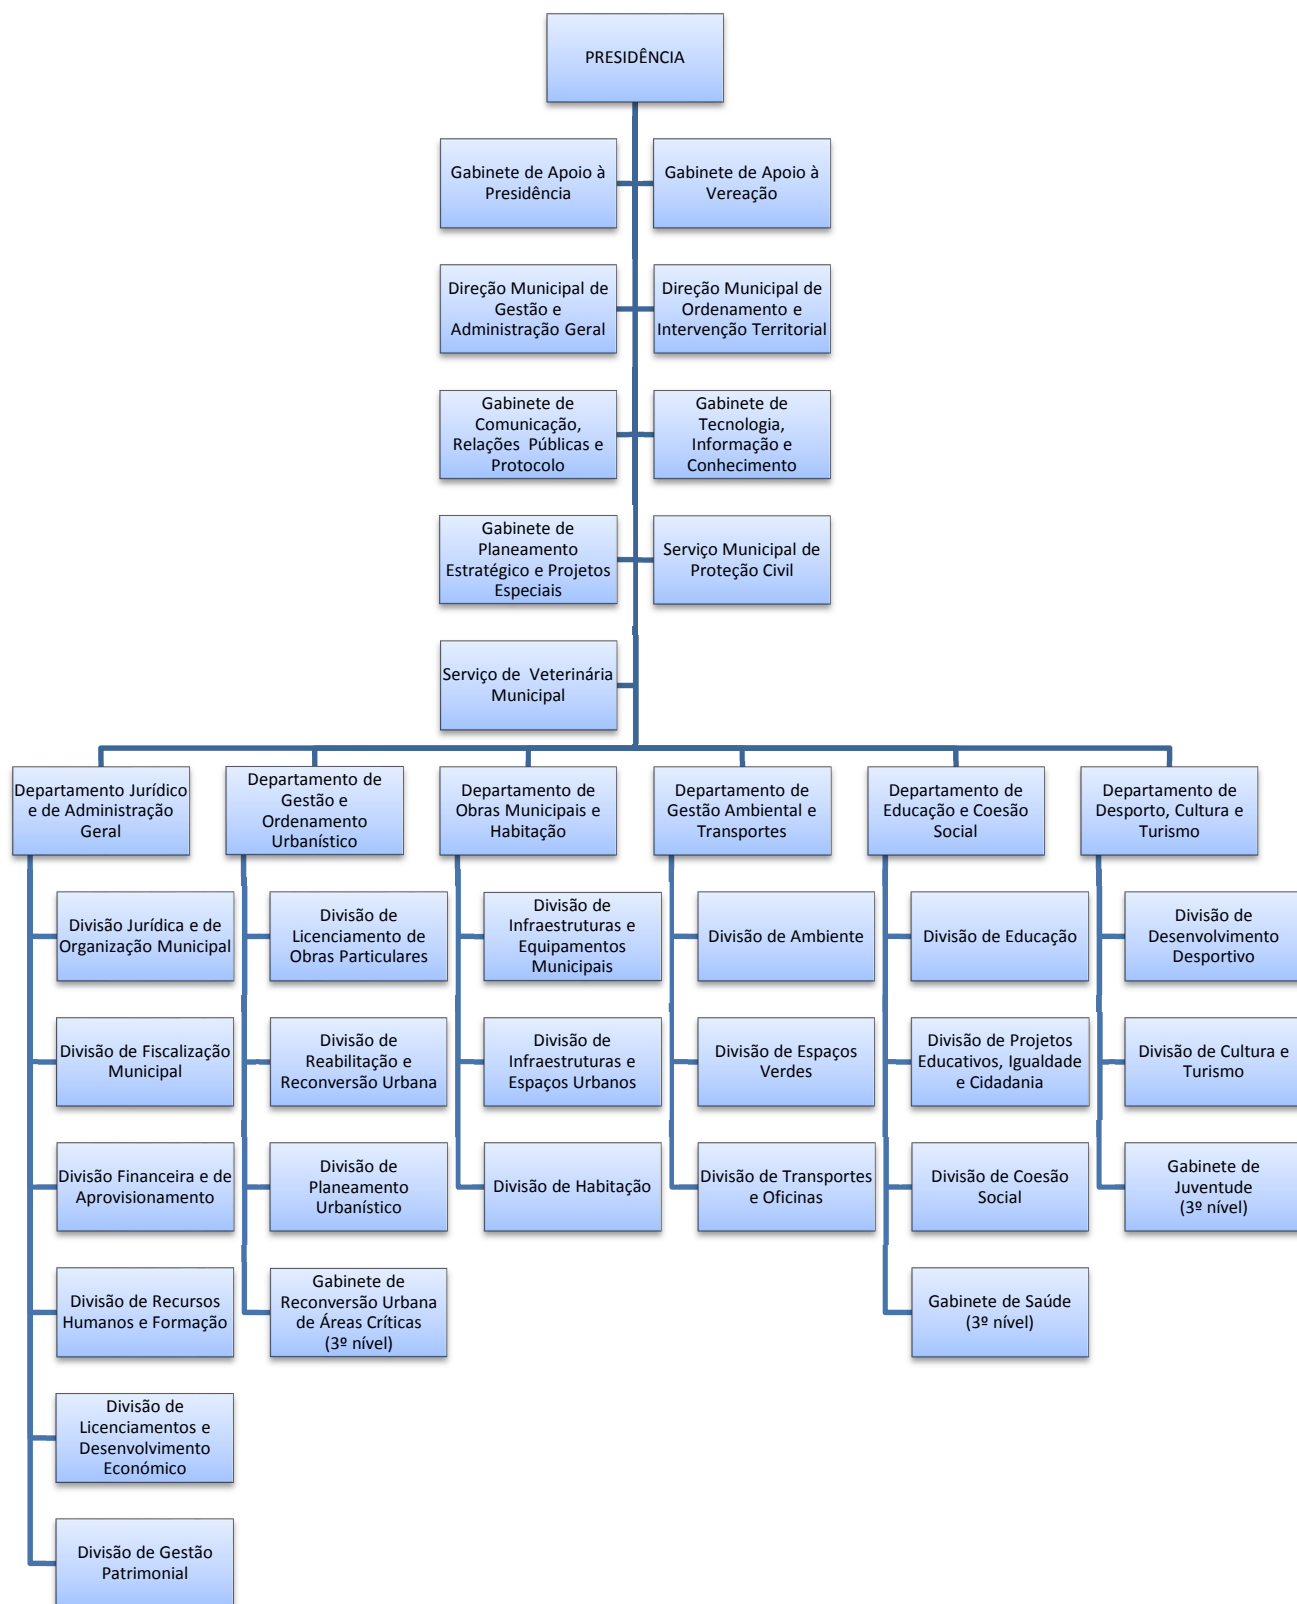 PRESIDÊNCIA
Gabinete de Apoio à
Presidência
Gabinete de Apoio à
Vereação
Direção Municipal de
Gestão e
Administração Geral
Direção Municipal de
Ordenamento e
Intervenção Territorial
Gabinete de
Comunicação,
Relações Públicas e
Protocolo
Gabinete de
Tecnologia,
Informação e
Conhecimento
Gabinete de
Planeamento
Estratégico e Projetos
Especiais
Serviço Municipal de
Proteção Civil
Serviço de Veterinária
Municipal
Departamento Jurídico
e de Administração
Geral
Departamento de
Gestão e
Ordenamento
Urbanístico
Departamento de
Obras Municipais e
Habitação
Departamento de
Gestão Ambiental e
Transportes
Departamento de
Educação e Coesão
Social
Departamento de
Desporto, Cultura e
Turismo
Divisão Jurídica e de
Organização Municipal
Divisão de Fiscalização
Municipal
Divisão Financeira e de
Aprovisionamento
Divisão de Recursos
Humanos e Formação
Divisão de
Licenciamentos e
Desenvolvimento
Económico
Divisão de Gestão
Patrimonial
Divisão de
Licenciamento de
Obras Particulares
Divisão de
Reabilitação e
Reconversão Urbana
Divisão de
Planeamento
Urbanístico
Gabinete de
Reconversão Urbana
de Áreas Críticas
(3º nível)
Divisão de
Infraestruturas e
Equipamentos
Municipais
Divisão de
Infraestruturas e
Espaços Urbanos
Divisão de Habitação
Divisão de Ambiente
Divisão de Espaços
Verdes
Divisão de Transportes
e Oficinas
Divisão de Educação
Divisão de Projetos
Educativos, Igualdade
e Cidadania
Divisão de Coesão
Social
Gabinete de Saúde
(3º nível)
Divisão de
Desenvolvimento
Desportivo
Divisão de Cultura e
Turismo
Gabinete de
Juventude
(3º nível)